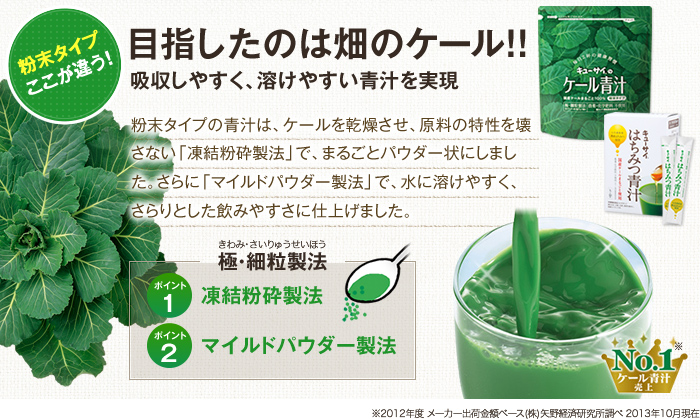 粉末タイプ
ここが違う!
目指したのは畑のケール!!
吸収しやすく、溶けやすい青汁を実現
粉末タイプの青汁は、ケールを乾燥させ、原料の特性を壊
さない「凍結粉砕製法」で、まるごとパウダー状にしまし
た。さらに「マイルドパウダー製法」で、水に溶けやすく、
さらりとした飲みやすさに仕上げました。
きわみ・さいりゅうせいほう
極・細粒製法
ポイント
1
凍結粉砕製法
ポイント
2
マイルドパウダー製法
キューサイの
ケール青汁
キューサイ
はちみつ青汁
はちみつ青汁
No.1※
ケール青汁
売上
※2012年度 メーカー出荷金額ベース(株)矢野経済研究所調べ 2013年10月現在